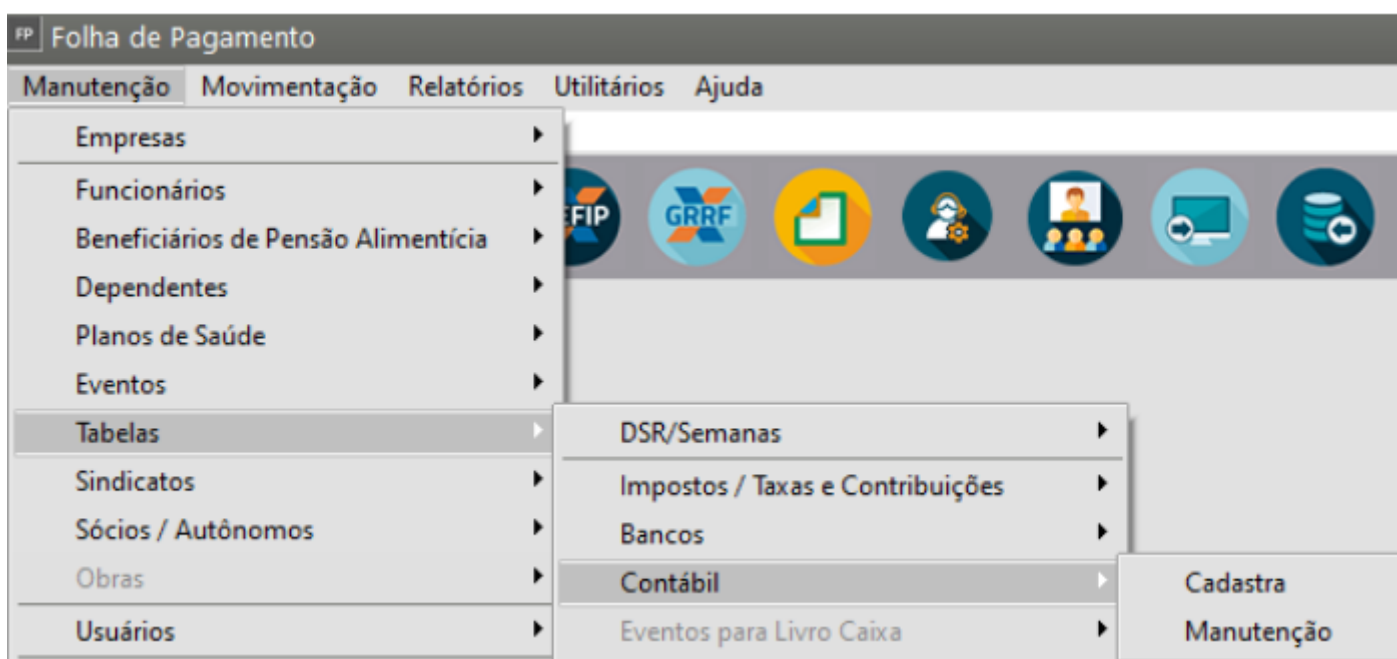 FP Folha de Pagamento
Manutenção Movimentação Relatórios Utilitários Ajuda
Empresas
Funcionários
EFIP GRRF
Beneficiários de Pensão Alimentícia
Dependentes
Planos de Saúde
Eventos
Tabelas
Sindicatos
Sócios / Autônomos
Obras
Usuários
DSR/Semanas
Impostos / Taxas e Contribuições
Bancos
Contábil
Eventos para Livro Caixa
Cadastra
Manutenção